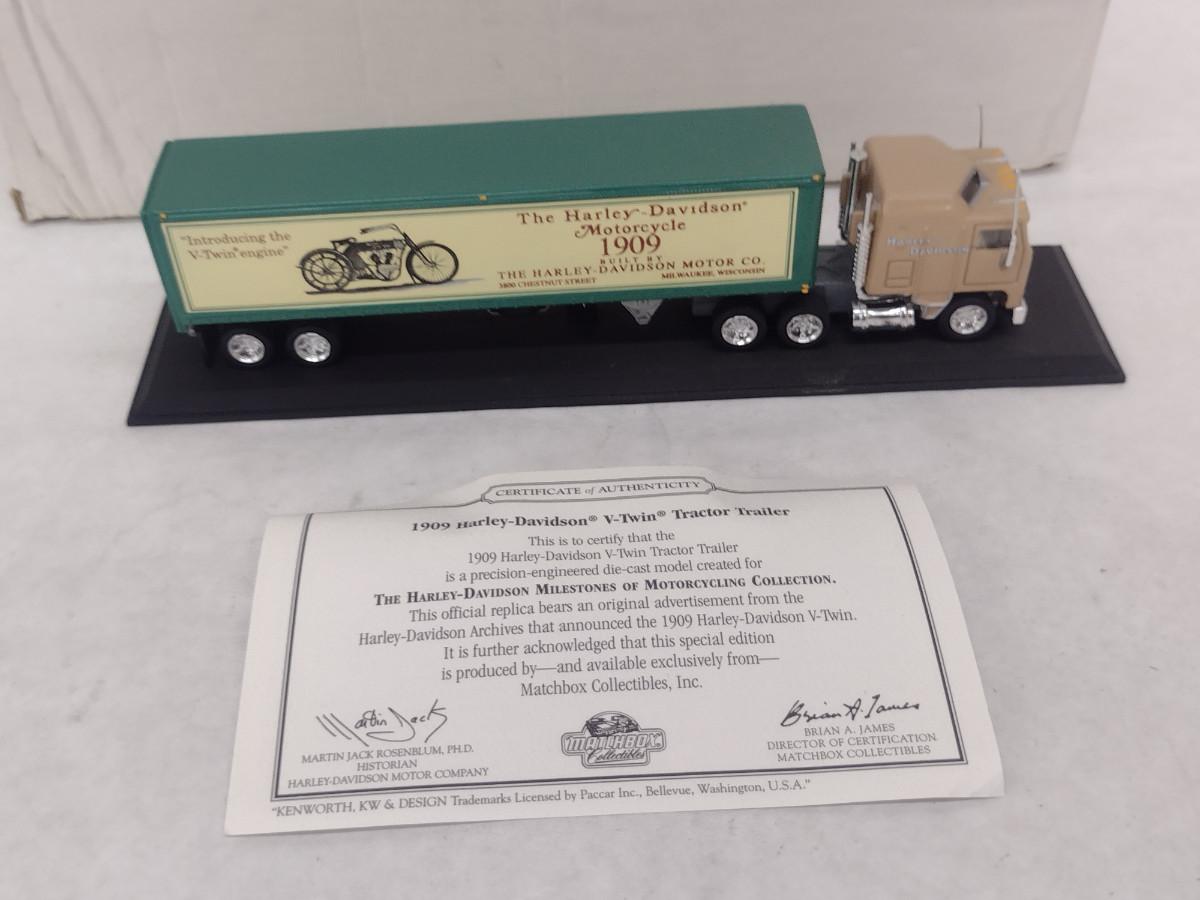 "Introducing the
V-Twin® engine"
The Harley-Davidson®
Motorcycle
1909
BUILT BY
THE HARLEY-DAVIDSON MOTOR CO.
3800 CHESTNUT STREET MILWAUKEE, WISCONSIN
Harley
Davidson
CERTIFICATE of AUTHENTICITY
1909 Harley-Davidson® V-Twin® Tractor Trailer
This is to certify that the
1909 Harley-Davidson V-Twin Tractor Trailer
is a precision-engineered die-cast model created for
THE HARLEY-DAVIDSON MILESTONES OF MOTORCYCLING COLLECTION.
This official replica bears an original advertisement from the
Harley-Davidson Archives that announced the 1909 Harley-Davidson V-Twin.
It is further acknowledged that this special edition
is produced by—and available exclusively from—
Matchbox Collectibles, Inc.
Martin Jack
MARTIN JACK ROSENBLUM, PH.D.
HISTORIAN
HARLEY-DAVIDSON MOTOR COMPANY
MATCHBOX
Collectibles
Brian A. James
BRIAN A. JAMES
DIRECTOR OF CERTIFICATION
MATCHBOX COLLECTIBLES
"KENWORTH, KW & DESIGN Trademarks Licensed by Paccar Inc., Bellevue, Washington, U.S.A."